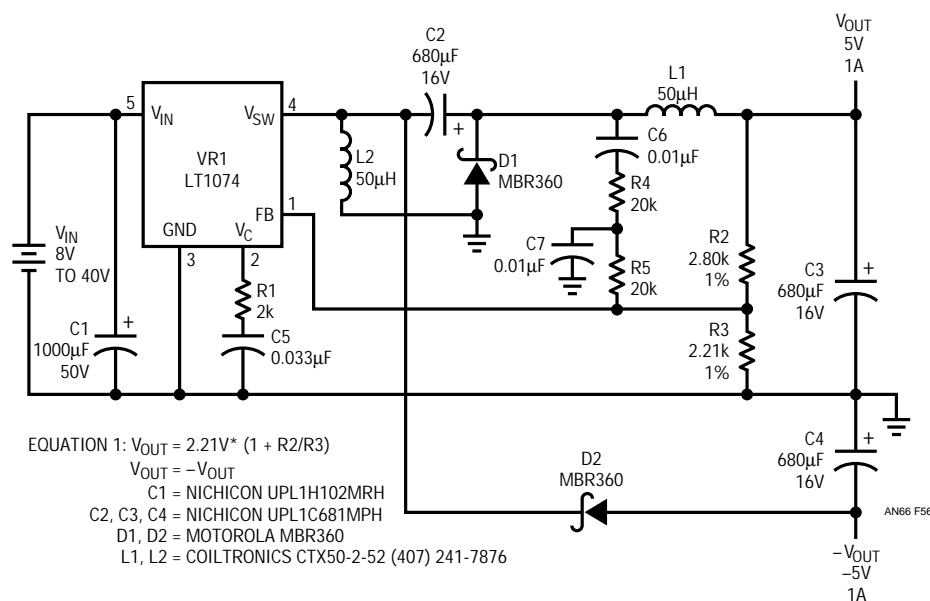 C2
680µF
16V
VOUT
5V
1A
L1
50µH
5
VIN
VSW
4
VR1
LT1074
FB
1
GND
VC
3
2
+
L2
50µH
D1
MBR360
C6
0.01µF
R4
20k
C7
0.01µF
R5
20k
R2
2.80k
1%
C3
680µF
16V
+
VIN
8V
TO 40V
C1
1000µF
50V
+
R1
2k
C5
0.033µF
R3
2.21k
1%
EQUATION 1: VOUT = 2.21V* (1 + R2/R3)
VOUT = –VOUT
C1 = NICHICON UPL1H102MRH
C2, C3, C4 = NICHICON UPL1C681MPH
D1, D2 = MOTOROLA MBR360
L1, L2 = COILTRONICS CTX50-2-52 (407) 241-7876
D2
MBR360
C4
680µF
16V
+
AN66 F56
–VOUT
–5V
1A